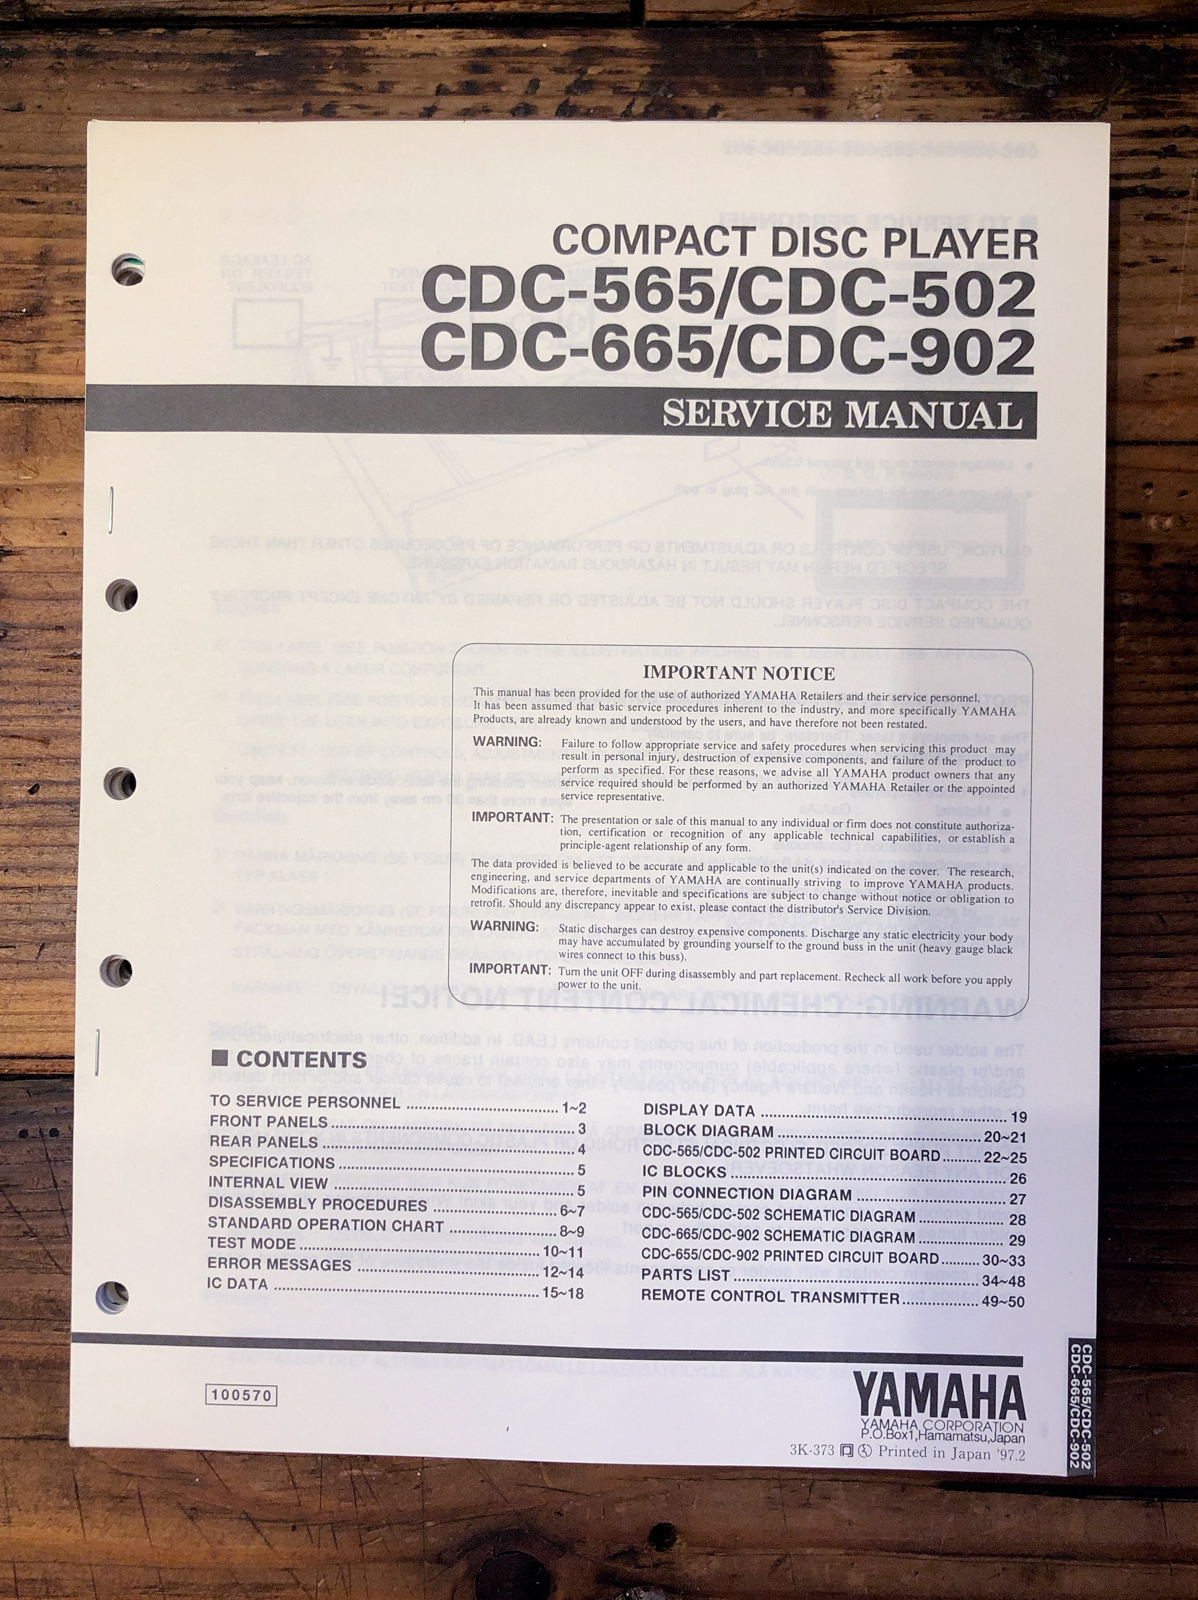 COMPACT DISC PLAYER
CDC-565/CDC-502
CDC-665/CDC-902
SERVICE MANUAL
IMPORTANT NOTICE
This manual has been provided for the use of authorized YAMAHA Retailers and their service personnel.
It has been assumed that basic service procedures inherent to the industry, and more specifically YAMAHA
Products, are already known and understood by the users, and have therefore not been restated.
WARNING: Failure to follow appropriate service and safety procedures when servicing this product may
result in personal injury, destruction of expensive components, and failure of the product to
perform as specified. For these reasons, we advise all YAMAHA product owners that any
service required should be performed by an authorized YAMAHA Retailer or the appointed
service representative.
IMPORTANT: The presentation or sale of this manual to any individual or firm does not constitute authoriza-
tion, certification or recognition of any applicable technical capabilities, or establish a
principle-agent relationship of any form.
The data provided is believed to be accurate and applicable to the unit(s) indicated on the cover. The research,
engineering, and service departments of YAMAHA are continually striving to improve YAMAHA products.
Modifications are, therefore, inevitable and specifications are subject to change without notice or obligation to
retrofit. Should any discrepancy appear to exist, please contact the distributor's Service Division.
WARNING: Static discharges can destroy expensive components. Discharge any static electricity your body
may have accumulated by grounding yourself to the ground buss in the unit (heavy gauge black
wires connect to this buss).
IMPORTANT: Turn the unit OFF during disassembly and part replacement. Recheck all work before you apply
power to the unit.
■ CONTENTS
TO SERVICE PERSONNEL ........ 1~2
FRONT PANELS ........ 3
REAR PANELS ........ 4
SPECIFICATIONS ........ 5
INTERNAL VIEW ........ 5
DISASSEMBLY PROCEDURES ........ 6~7
STANDARD OPERATION CHART ........ 8~9
TEST MODE ........ 10~11
ERROR MESSAGES ........ 12~14
IC DATA ........ 15~18
DISPLAY DATA ........ 19
BLOCK DIAGRAM ........ 20~21
CDC-565/CDC-502 PRINTED CIRCUIT BOARD ........ 22~25
IC BLOCKS ........ 26
PIN CONNECTION DIAGRAM ........ 27
CDC-565/CDC-502 SCHEMATIC DIAGRAM ........ 28
CDC-665/CDC-902 SCHEMATIC DIAGRAM ........ 29
CDC-655/CDC-902 PRINTED CIRCUIT BOARD ........ 30~33
PARTS LIST ........ 34~48
REMOTE CONTROL TRANSMITTER ........ 49~50
100570
YAMAHA
YAMAHA CORPORATION
P.O.Box1,Hamamatsu,Japan
3K-373 Printed in Japan '97.2
CDC-565/CDC-502
CDC-665/CDC-902